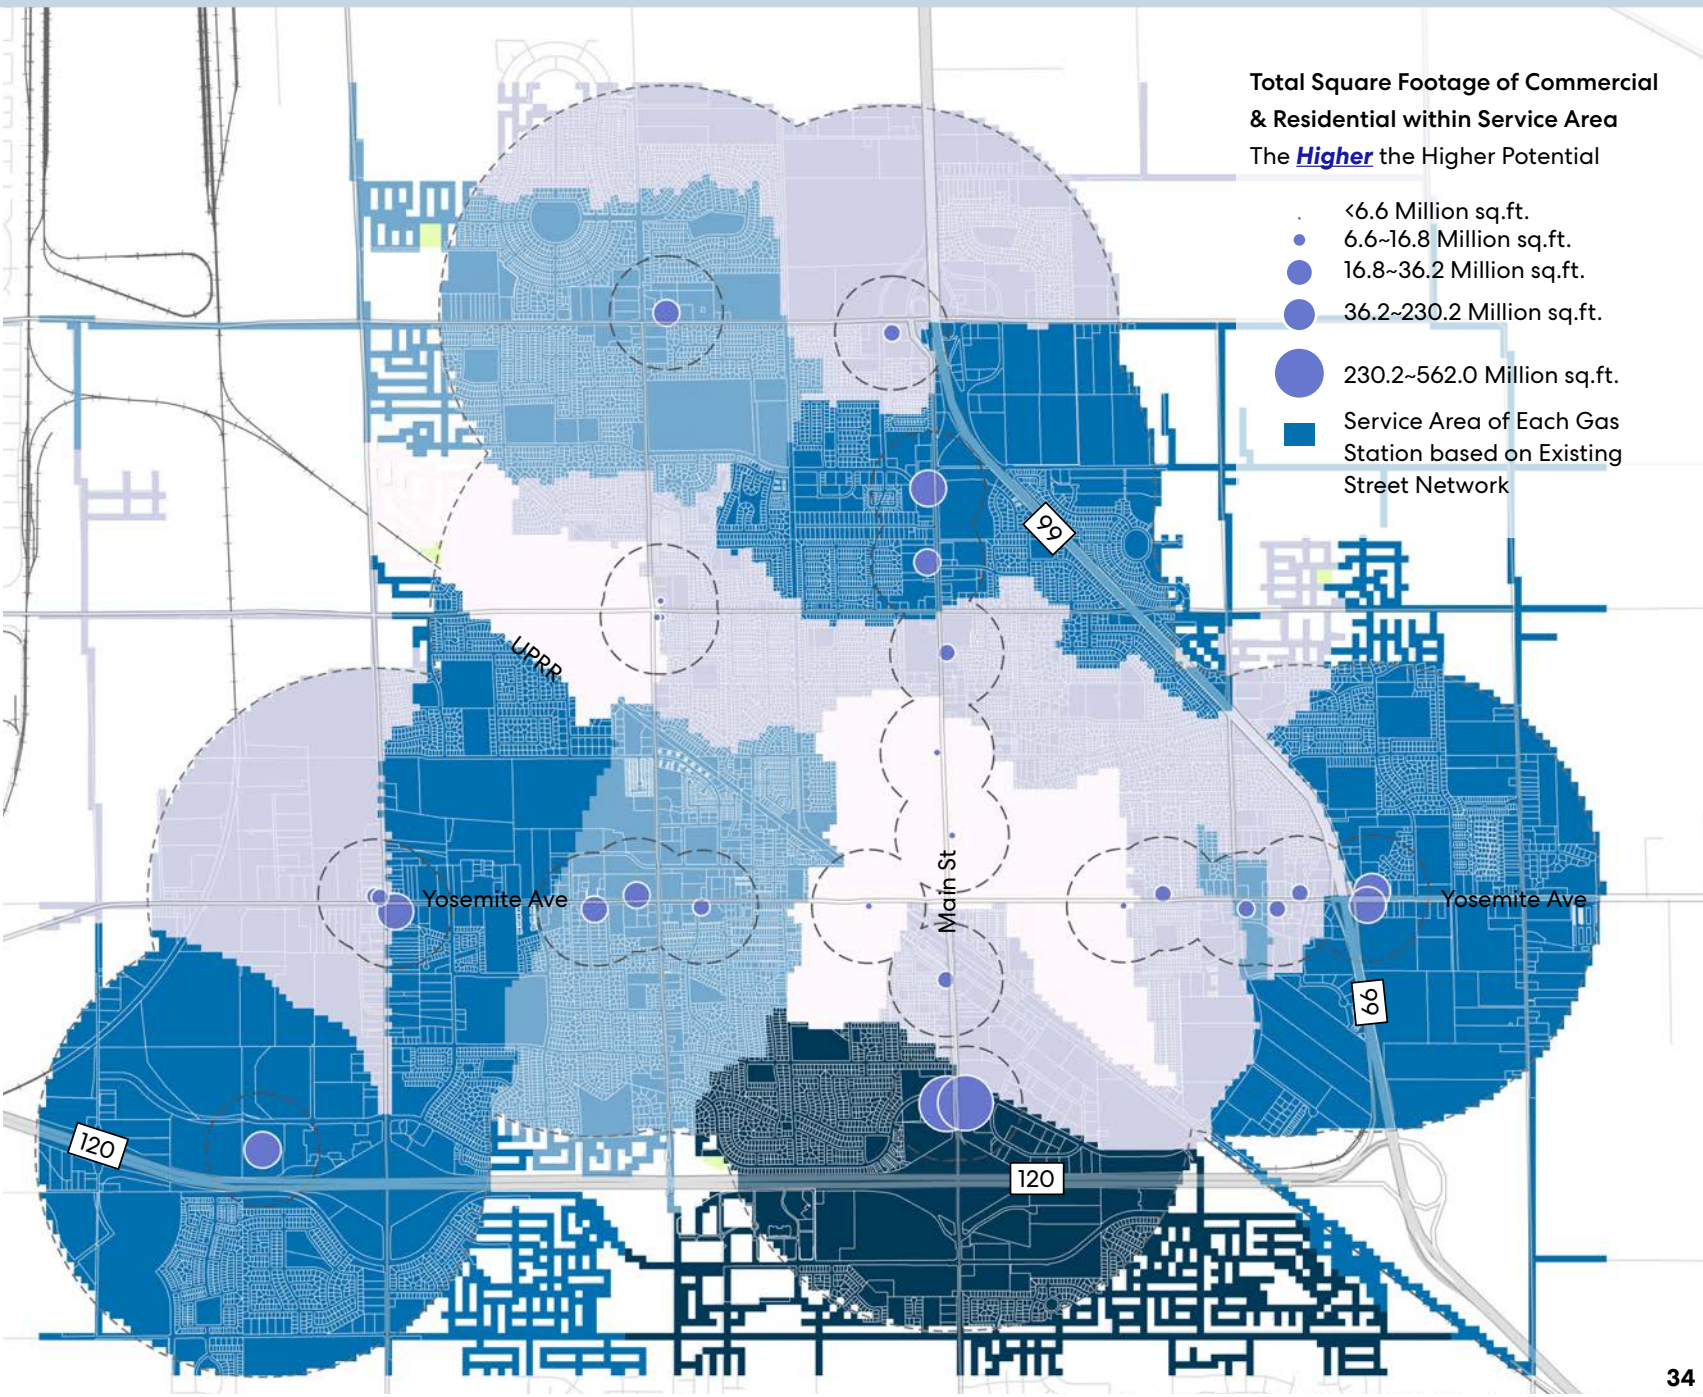 Total Square Footage of Commercial
& Residential within Service Area
The Higher the Higher Potential
<6.6 Million sq.ft.
6.6~16.8 Million sq.ft.
16.8~36.2 Million sq.ft.
36.2~230.2 Million sq.ft.
230.2~562.0 Million sq.ft.
Service Area of Each Gas
Station based on Existing
Street Network
99
UPRR
Main St
Yosemite Ave
Yosemite Ave
99
120
120
34